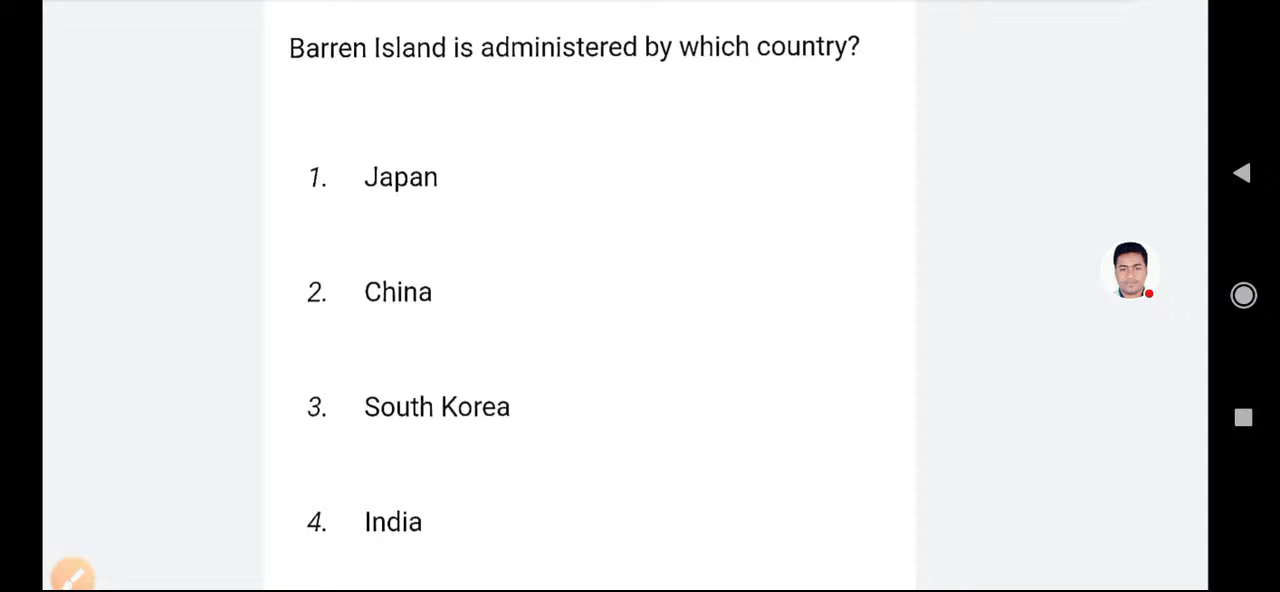 Barren Island is administered by which country?
1. Japan
2. China
3. South Korea
4. India